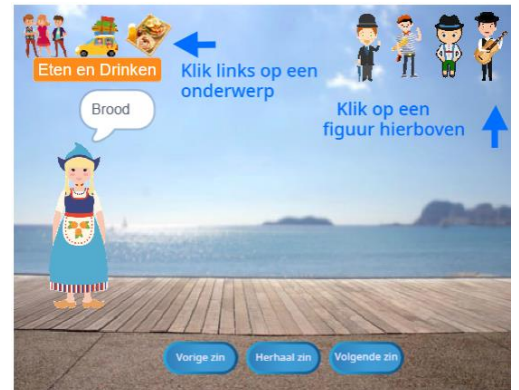 Eten en Drinken
Klik links op een
onderwerp
Brood
Klik op een
figuur hierboven
Vorige zin
Herhaal zin
Volgende zin